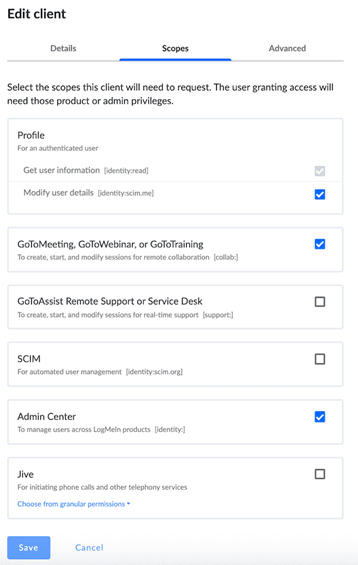 Edit client
Details
Scopes
Advanced
Select the scopes this client will need to request. The user granting access will
need those product or admin privileges.
Profile
For an authenticated user
Get user information [identity:read]
Modify user details [identity:scim.me]
GoToMeeting, GoToWebinar, or GoToTraining
To create, start, and modify sessions for remote collaboration [collab:]
GoToAssist Remote Support or Service Desk
To create, start, and modify sessions for real-time support [support:]
SCIM
For automated user management [identity:scim.org]
Admin Center
To manage users across LogMeIn products [identity:]
Jive
For initiating phone calls and other telephony services
Choose from granular permissions
Save
Cancel